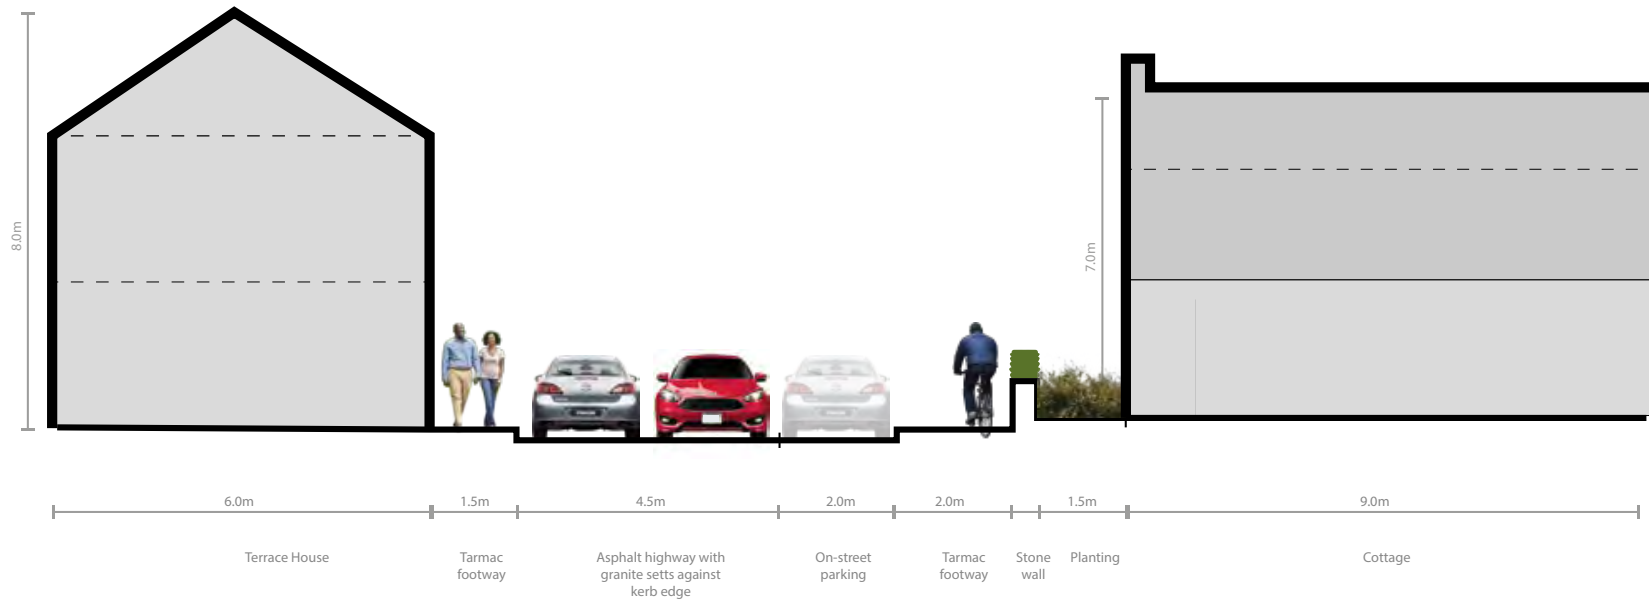 8.0m
7.0m
6.0m
1.5m
4.5m
2.0m
2.0m
1.5m
9.0m
Terrace House
Tarmac
footway
Asphalt highway with
granite setts against
kerb edge
On-street
parking
Tarmac
footway
Stone
wall
Planting
Cottage